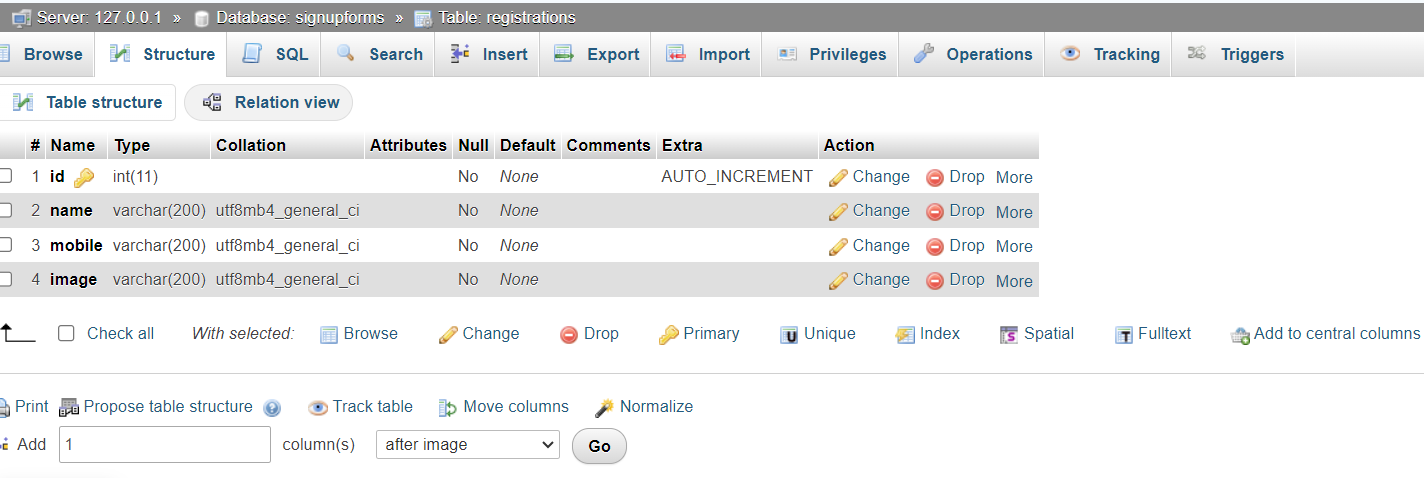 Server: 127.0.0.1 » Database: signupforms » Table: registrations
Browse Structure SQL Search Insert Export Import Privileges Operations Tracking Triggers
Table structure Relation view
# Name Type Collation Attributes Null Default Comments Extra Action
1 id int(11) No None AUTO_INCREMENT Change Drop More
2 name varchar(200) utf8mb4_general_ci No None Change Drop More
3 mobile varchar(200) utf8mb4_general_ci No None Change Drop More
4 image varchar(200) utf8mb4_general_ci No None Change Drop More
Check all With selected: Browse Change Drop Primary Unique Index Spatial Fulltext Add to central columns
Print Propose table structure Track table Move columns Normalize
Add 1 column(s) after image Go